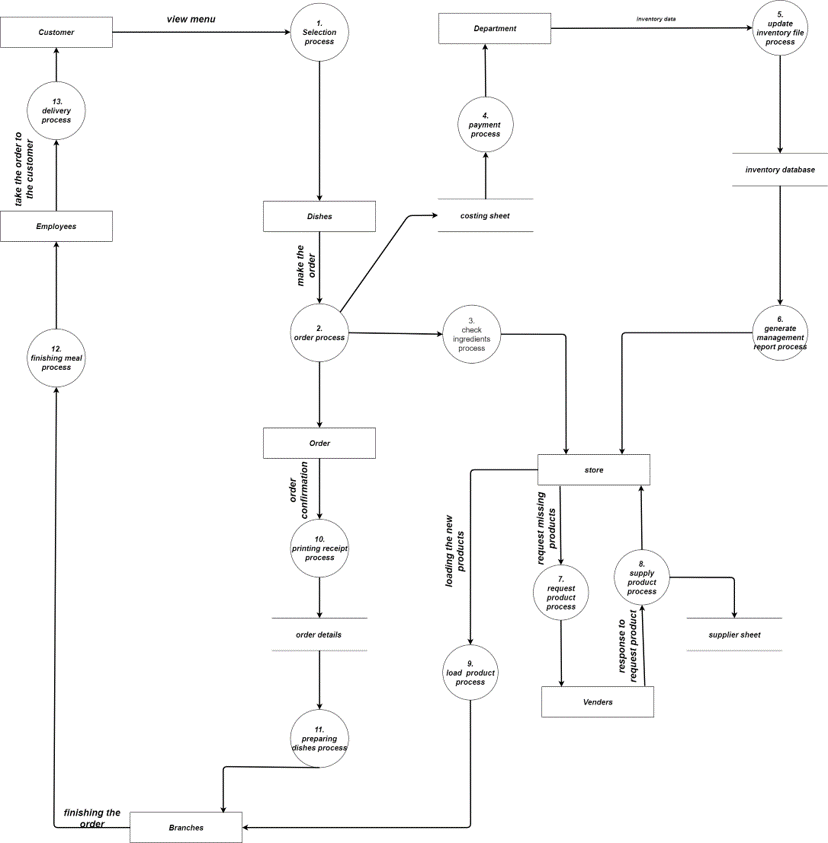 Customer
view menu
1.
Selection
process
Department
inventory data
5.
update
inventory file
process
13.
delivery
process
4.
payment
process
take the order to
the customer
inventory database
Employees
Dishes
costing sheet
make the
order
2.
order process
3.
check
ingredients
process
6.
generate
management
report process
12.
finishing meal
process
Order
store
order
confirmation
request missing
products
loading the new
products
10.
printing receipt
process
7.
request
product
process
8.
supply
product
process
order details
supplier sheet
response to
request product
9.
load product
process
Venders
11.
preparing
dishes process
finishing the
order
Branches